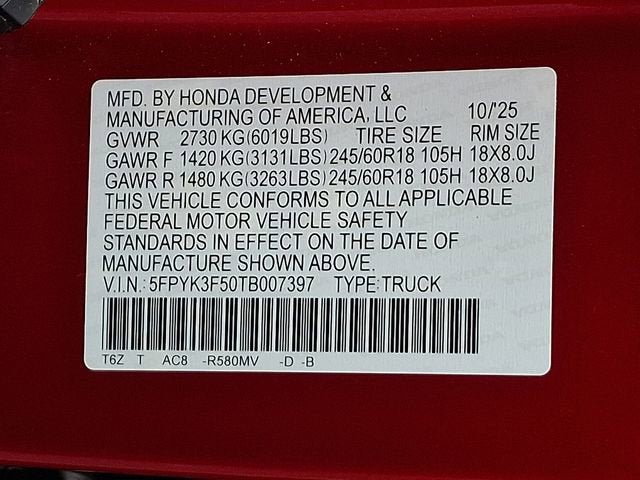 MFD. BY HONDA DEVELOPMENT &
MANUFACTURING OF AMERICA, LLC 10/'25
GVWR 2730 KG(6019LBS) TIRE SIZE RIM SIZE
GAWR F 1420 KG(3131LBS) 245/60R18 105H 18X8.0J
GAWR R 1480 KG(3263LBS) 245/60R18 105H 18X8.0J
THIS VEHICLE CONFORMS TO ALL APPLICABLE
FEDERAL MOTOR VEHICLE SAFETY
STANDARDS IN EFFECT ON THE DATE OF
MANUFACTURE SHOWN ABOVE.
V.I.N.: 5FPYK3F50TB007397 TYPE: TRUCK
T6Z T AC8 -R580MV -D -B